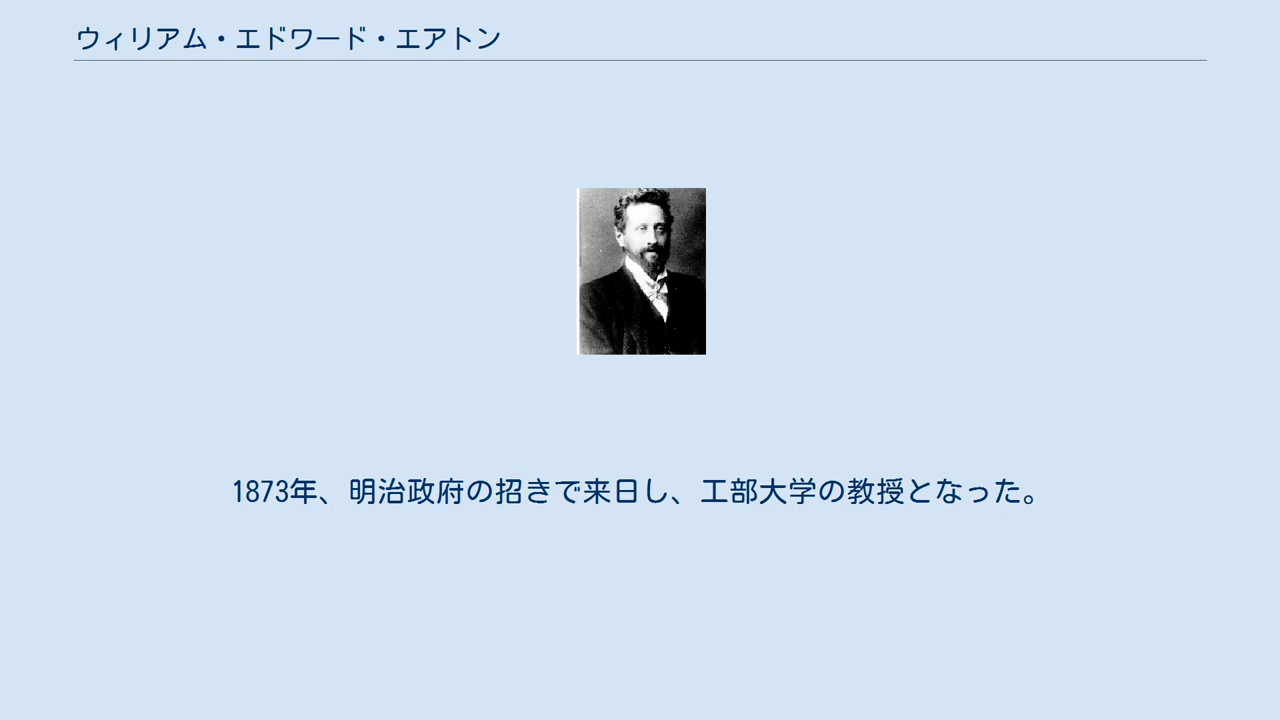 ウィリアム・エドワード・エアトン
1873年、明治政府の招きで来日し、工部大学の教授となった。